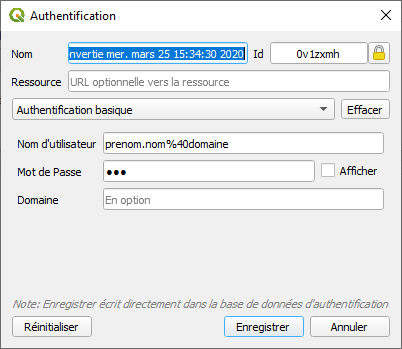 Authentification
Nom nvertie mer. mars 25 15:34:30 2020 Id 0v1zxmh
Ressource URL optionnelle vers la ressource
Authentification basique Effacer
Nom d'utilisateur prenom.nom%40domaine
Mot de Passe ●●● Afficher
Domaine En option
Note: Enregistrer écrit directement dans la base de données d'authentification
Réinitialiser Enregistrer Annuler